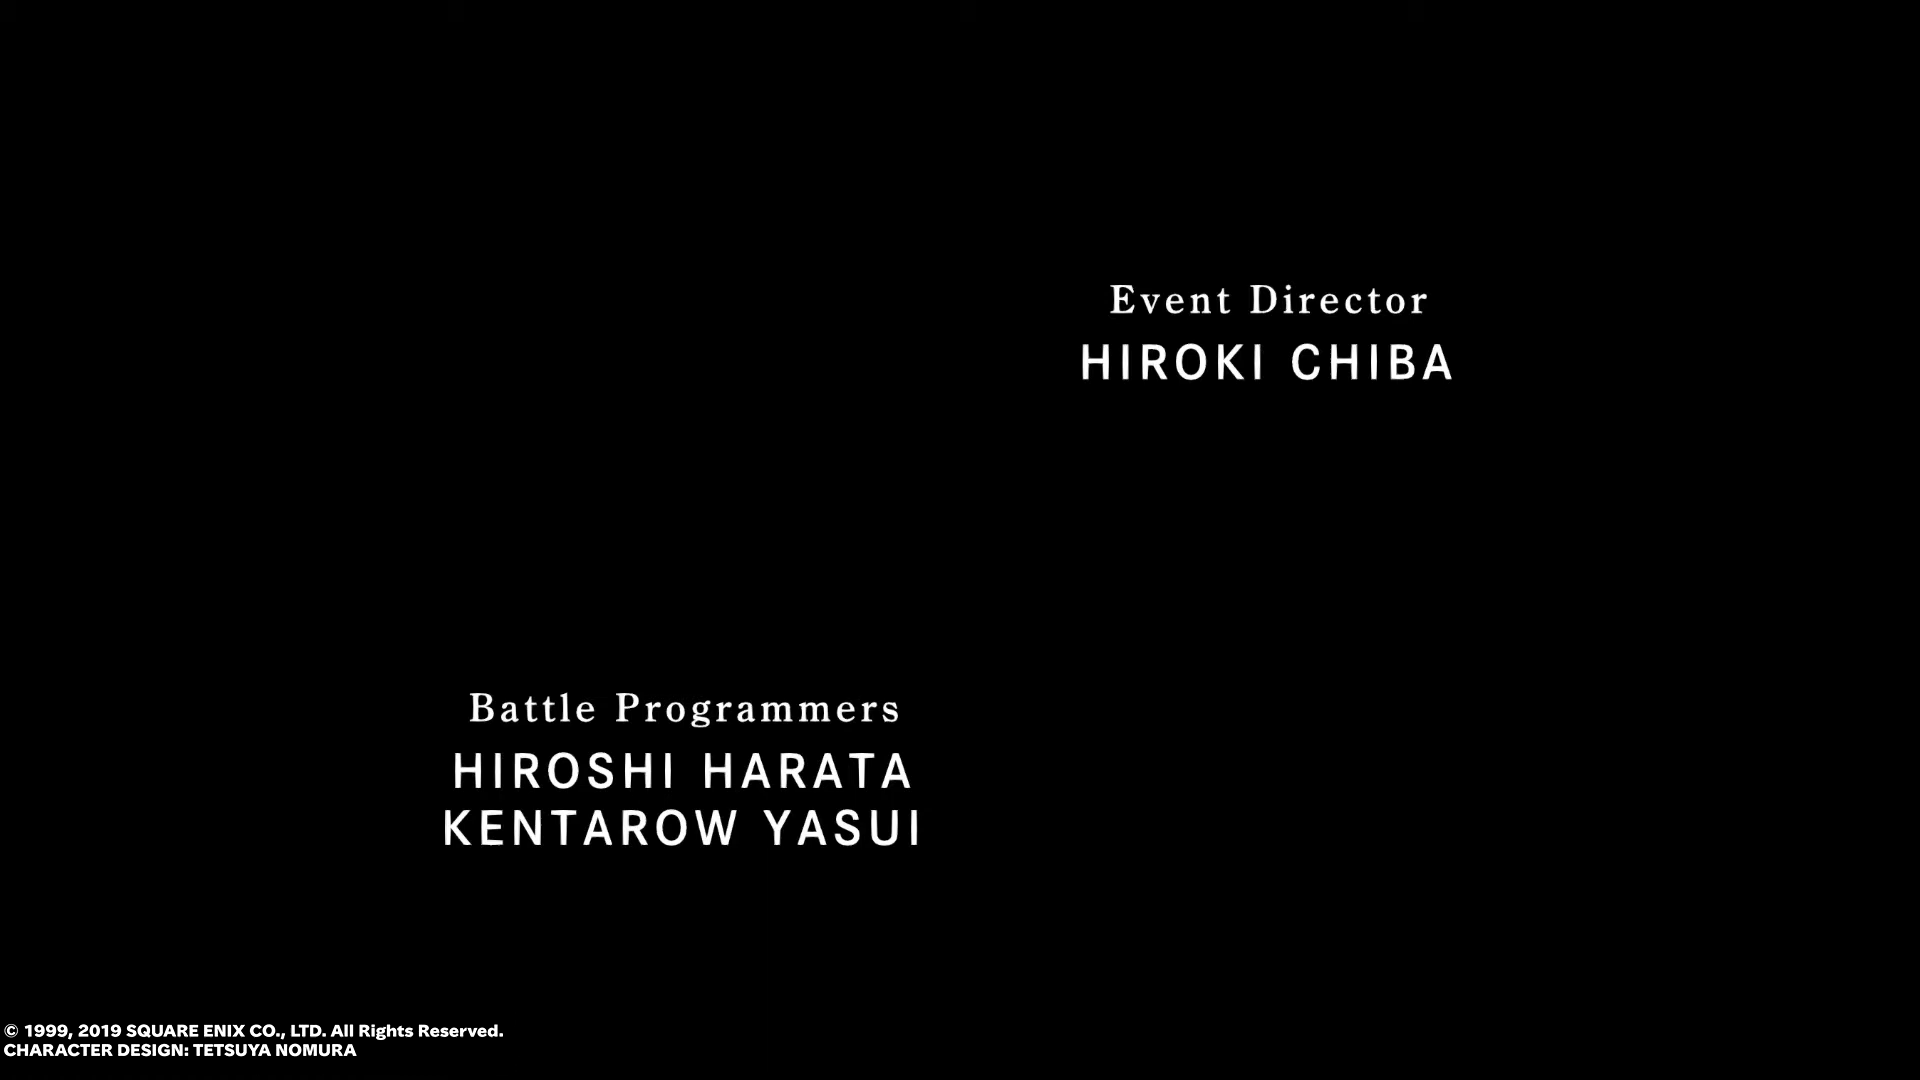 Event Director
HIROKI CHIBA
Battle Programmers
HIROSHI HARATA
KENTAROW YASUI
© 1999, 2019 SQUARE ENIX CO., LTD. All Rights Reserved.
CHARACTER DESIGN: TETSUYA NOMURA